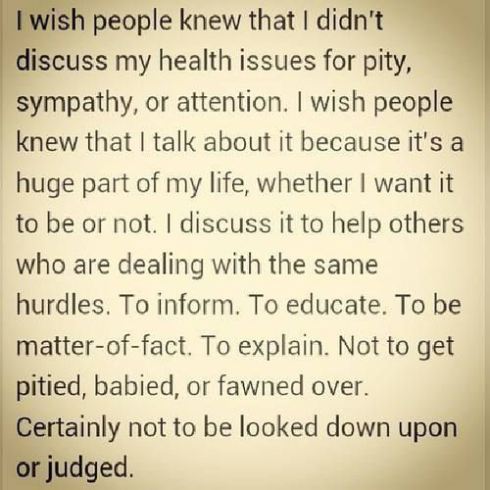 I wish people knew that I didn't
discuss my health issues for pity,
sympathy, or attention. I wish people
knew that I talk about it because it's a
huge part of my life, whether I want it
to be or not. I discuss it to help others
who are dealing with the same
hurdles. To inform. To educate. To be
matter-of-fact. To explain. Not to get
pitied, babied, or fawned over.
Certainly not to be looked down upon
or judged.